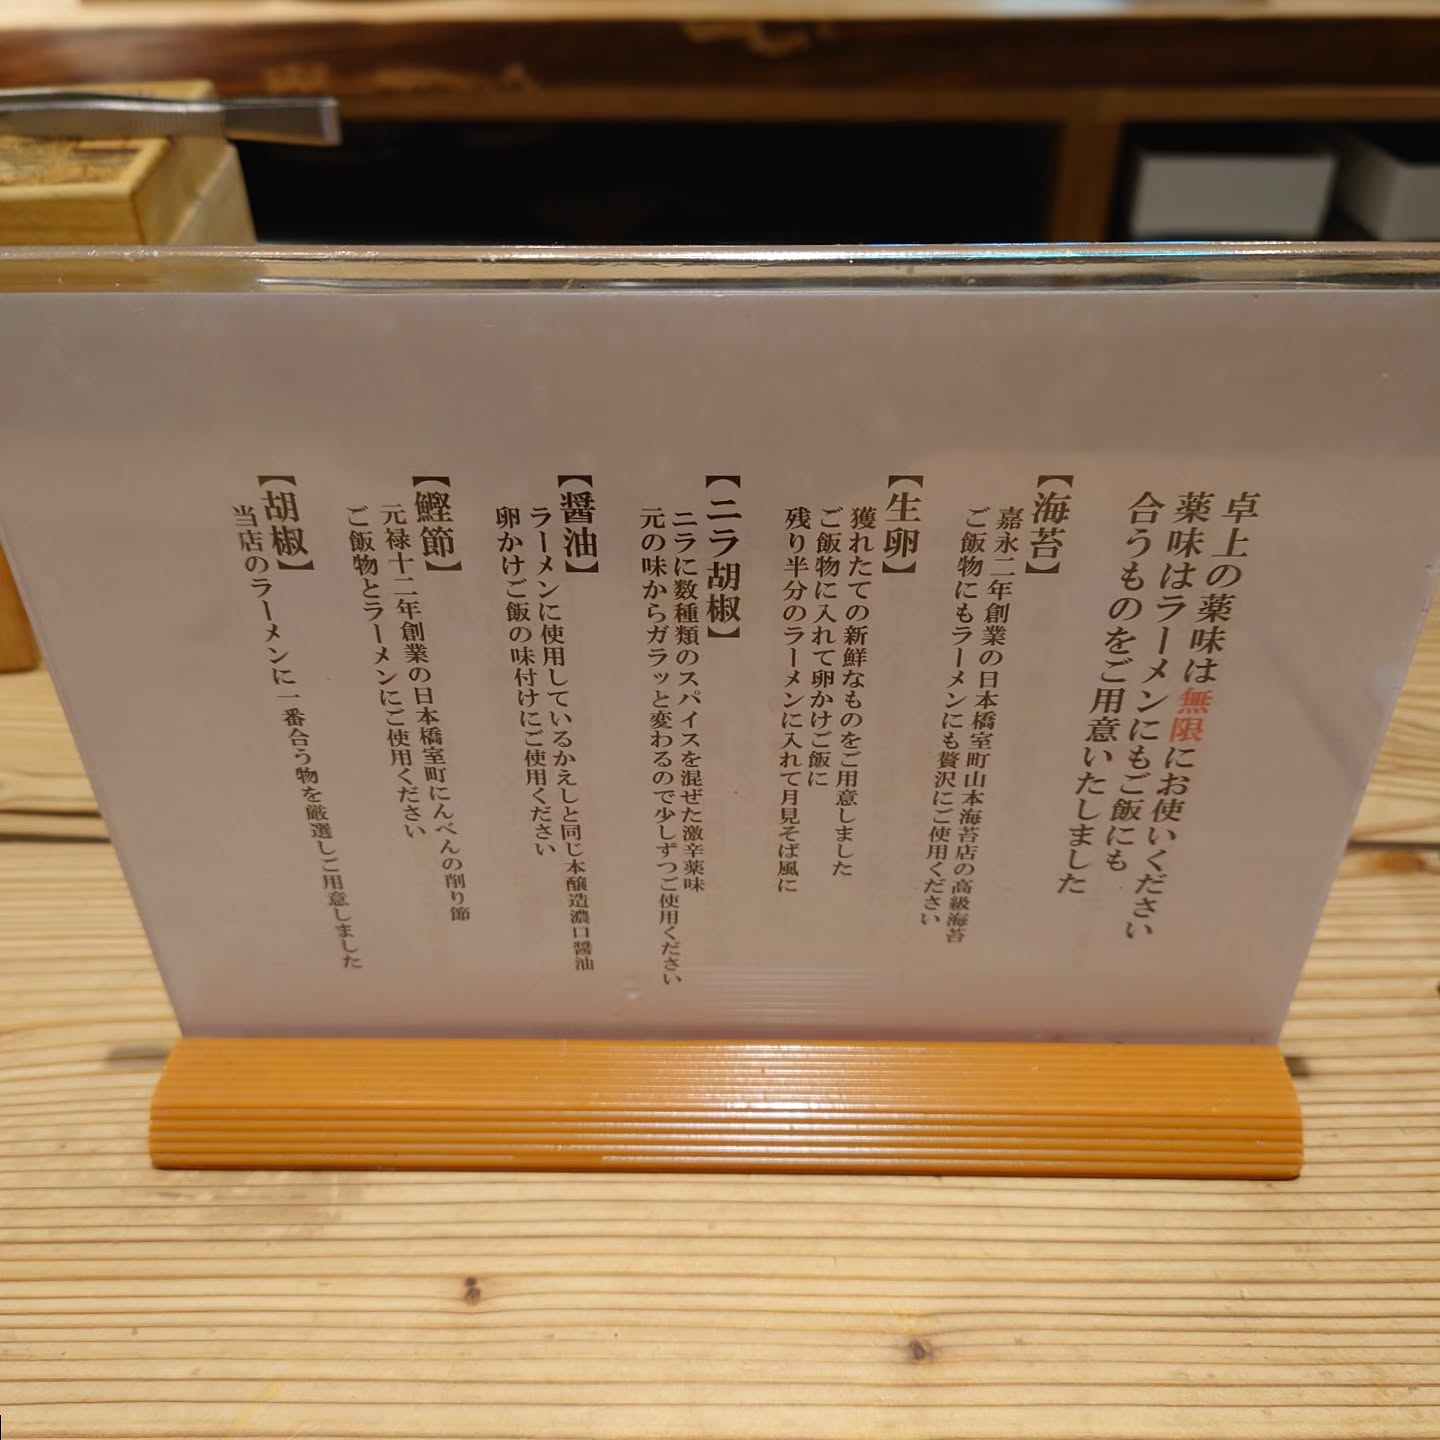 卓上の薬味は無限にお使いください
薬味はラーメンにもご飯にも
合うものをご用意いたしました
【海苔】
嘉永二年創業の日本橋室町山本海苔店の高級海苔
ご飯物にもラーメンにも贅沢にご使用ください
【生卵】
獲れたての新鮮なものをご用意しました
ご飯物に入れて卵かけご飯に
残り半分のラーメンに入れて月見そば風に
【ニラ胡椒】
ニラに数種類のスパイスを混ぜた激辛薬味
元の味からガラッと変わるので少しずつご使用ください
【醤油】
ラーメンに使用しているかえしと同じ本醸造濃口醤油
卵かけご飯の味付けにご使用ください
【鰹節】
元禄十二年創業の日本橋室町にんべんの削り節
ご飯物とラーメンにご使用ください
【胡椒】
当店のラーメンに一番合う物を厳選しご用意しました